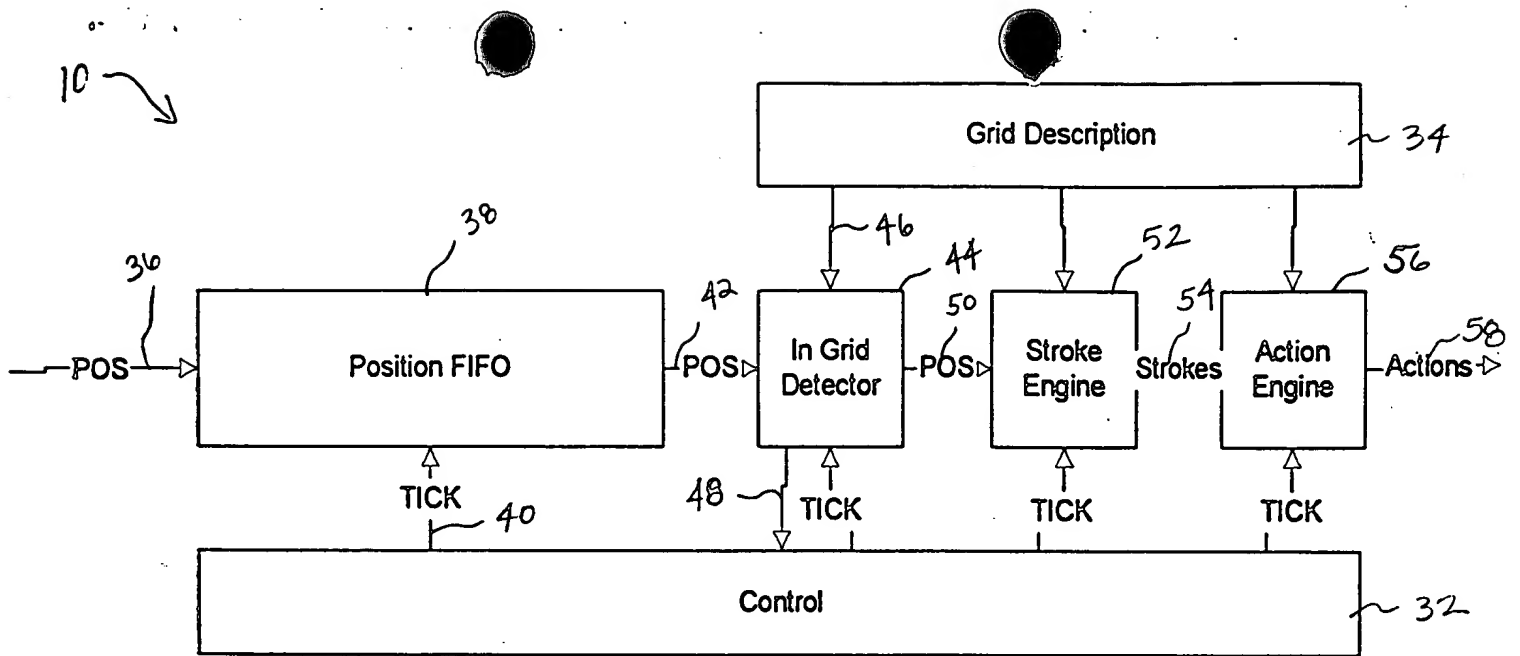 10
Grid Description
34
46
38
36
42
44
50
52
54
56
58
POS
Position FIFO
POS
In Grid
Detector
POS
Stroke
Engine
Strokes
Action
Engine
Actions
TICK
40
48
TICK
TICK
TICK
Control
32